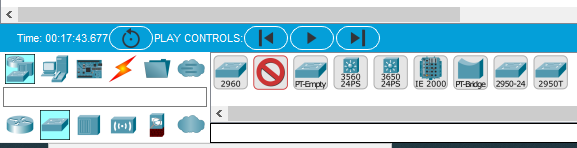 Time: 00:17:43.677 PLAY CONTROLS:
2960 PT-Empty 3560 24PS 3650 24PS IE 2000 PT-Bridge 2950-24 2950T